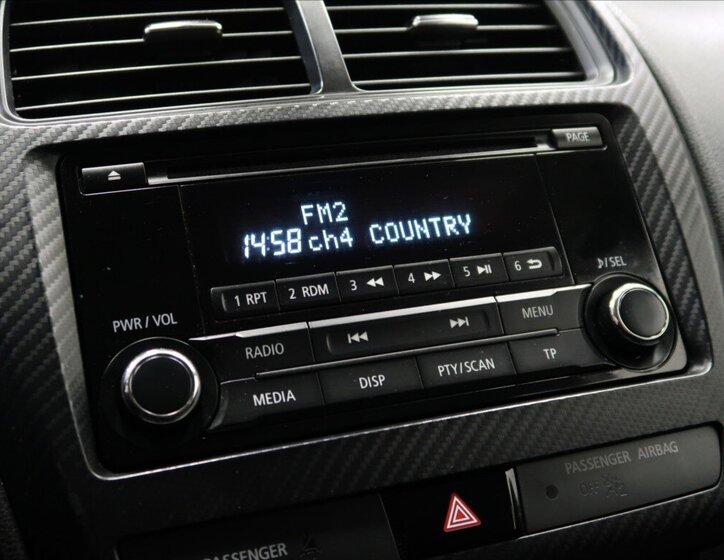 PAGE
FM2
14:58 ch4 COUNTRY
1 RPT 2 RDM 3 4 5 6
PWR / VOL
♪/SEL
RADIO MENU
MEDIA DISP PTY/SCAN TP
PASSENGER AIRBAG
OFF
PASSENGER